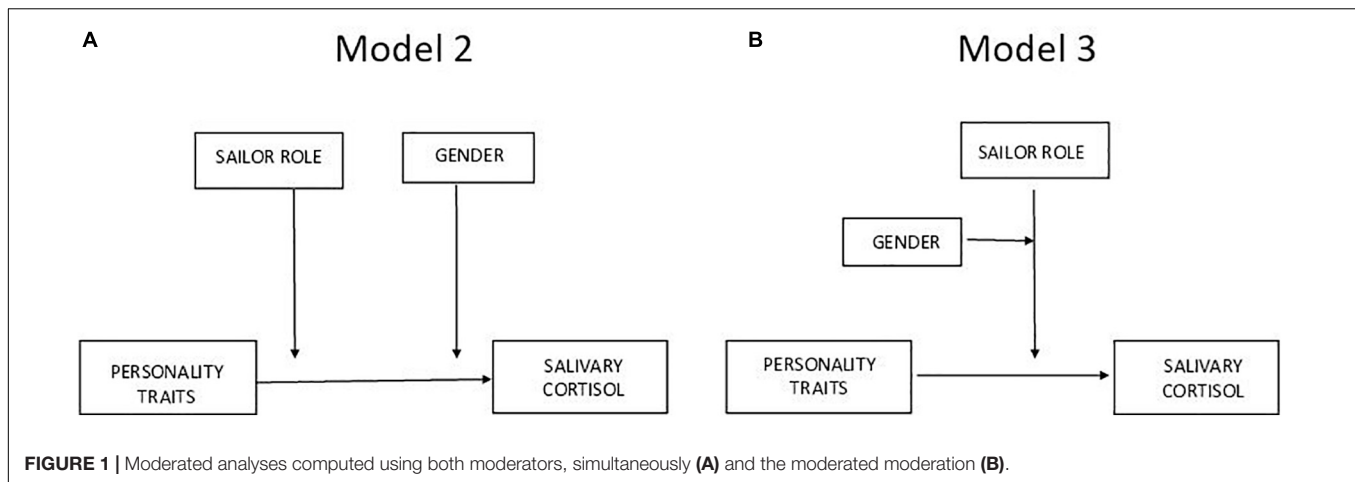 A
Model 2
SAILOR ROLE
GENDER
PERSONALITY
TRAITS
SALIVARY
CORTISOL
B
Model 3
SAILOR ROLE
GENDER
PERSONALITY
TRAITS
SALIVARY
CORTISOL
FIGURE 1 | Moderated analyses computed using both moderators, simultaneously (A) and the moderated moderation (B).